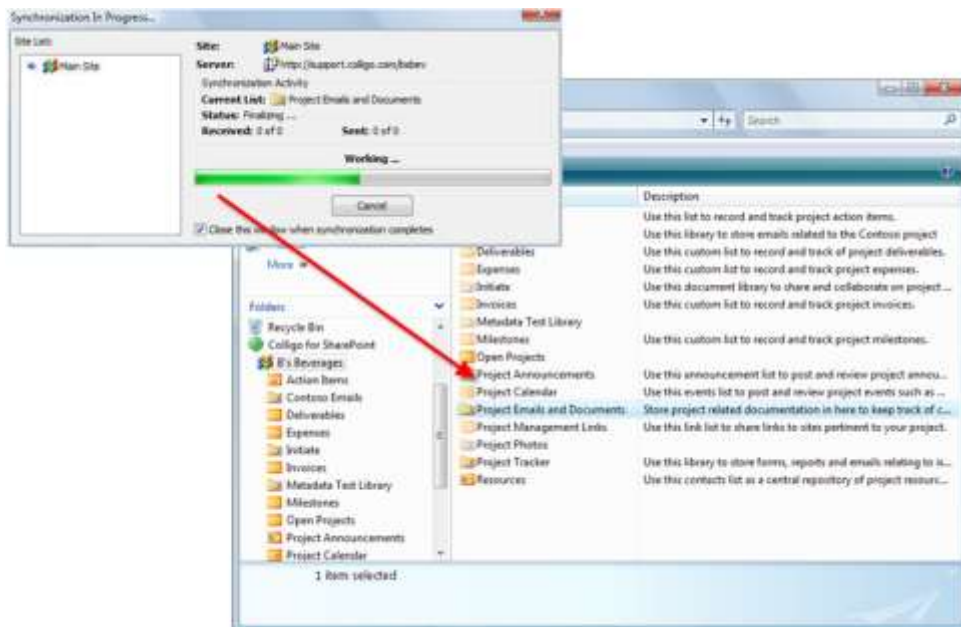 Synchronization In Progress...
Site Lists
Main Site
Site: Main Site
Server: http://support.colligo.com/bsbev
Synchronization Activity
Current List: Project Emails and Documents
Status: Finalizing ...
Received: 0 of 0 Sent: 0 of 0
Working ...
Cancel
Close this window when synchronization completes
Search
Description
Use this list to record and track project action items.
Use this library to store emails related to the Contoso project
Deliverables Use this custom list to record and track of project deliverables.
Expenses Use this custom list to record and track project expenses.
Initiate Use this document library to share and collaborate on project ...
Invoices Use this custom list to record and track project invoices.
Metadata Test Library
Milestones Use this custom list to record and track project milestones.
Open Projects
Project Announcements Use this announcement list to post and review project annou...
Project Calendar Use this events list to post and review project events such as ...
Project Emails and Documents Store project related documentation in here to keep track of c...
Project Management Links Use this link list to share links to sites pertinent to your project.
Project Photos
Project Tracker Use this library to store forms, reports and emails relating to is...
Resources Use this contacts list as a central repository of project resourc...
More
Folders
Recycle Bin
Colligo for SharePoint
B's Beverages
Action Items
Contoso Emails
Deliverables
Expenses
Initiate
Invoices
Metadata Test Library
Milestones
Open Projects
Project Announcements
Project Calendar
1 item selected